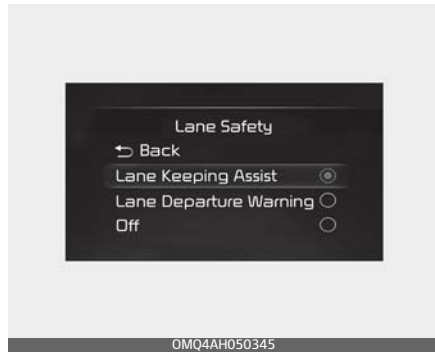 Lane Safety
Back
Lane Keeping Assist
Lane Departure Warning
Off
OMQ4AH050345